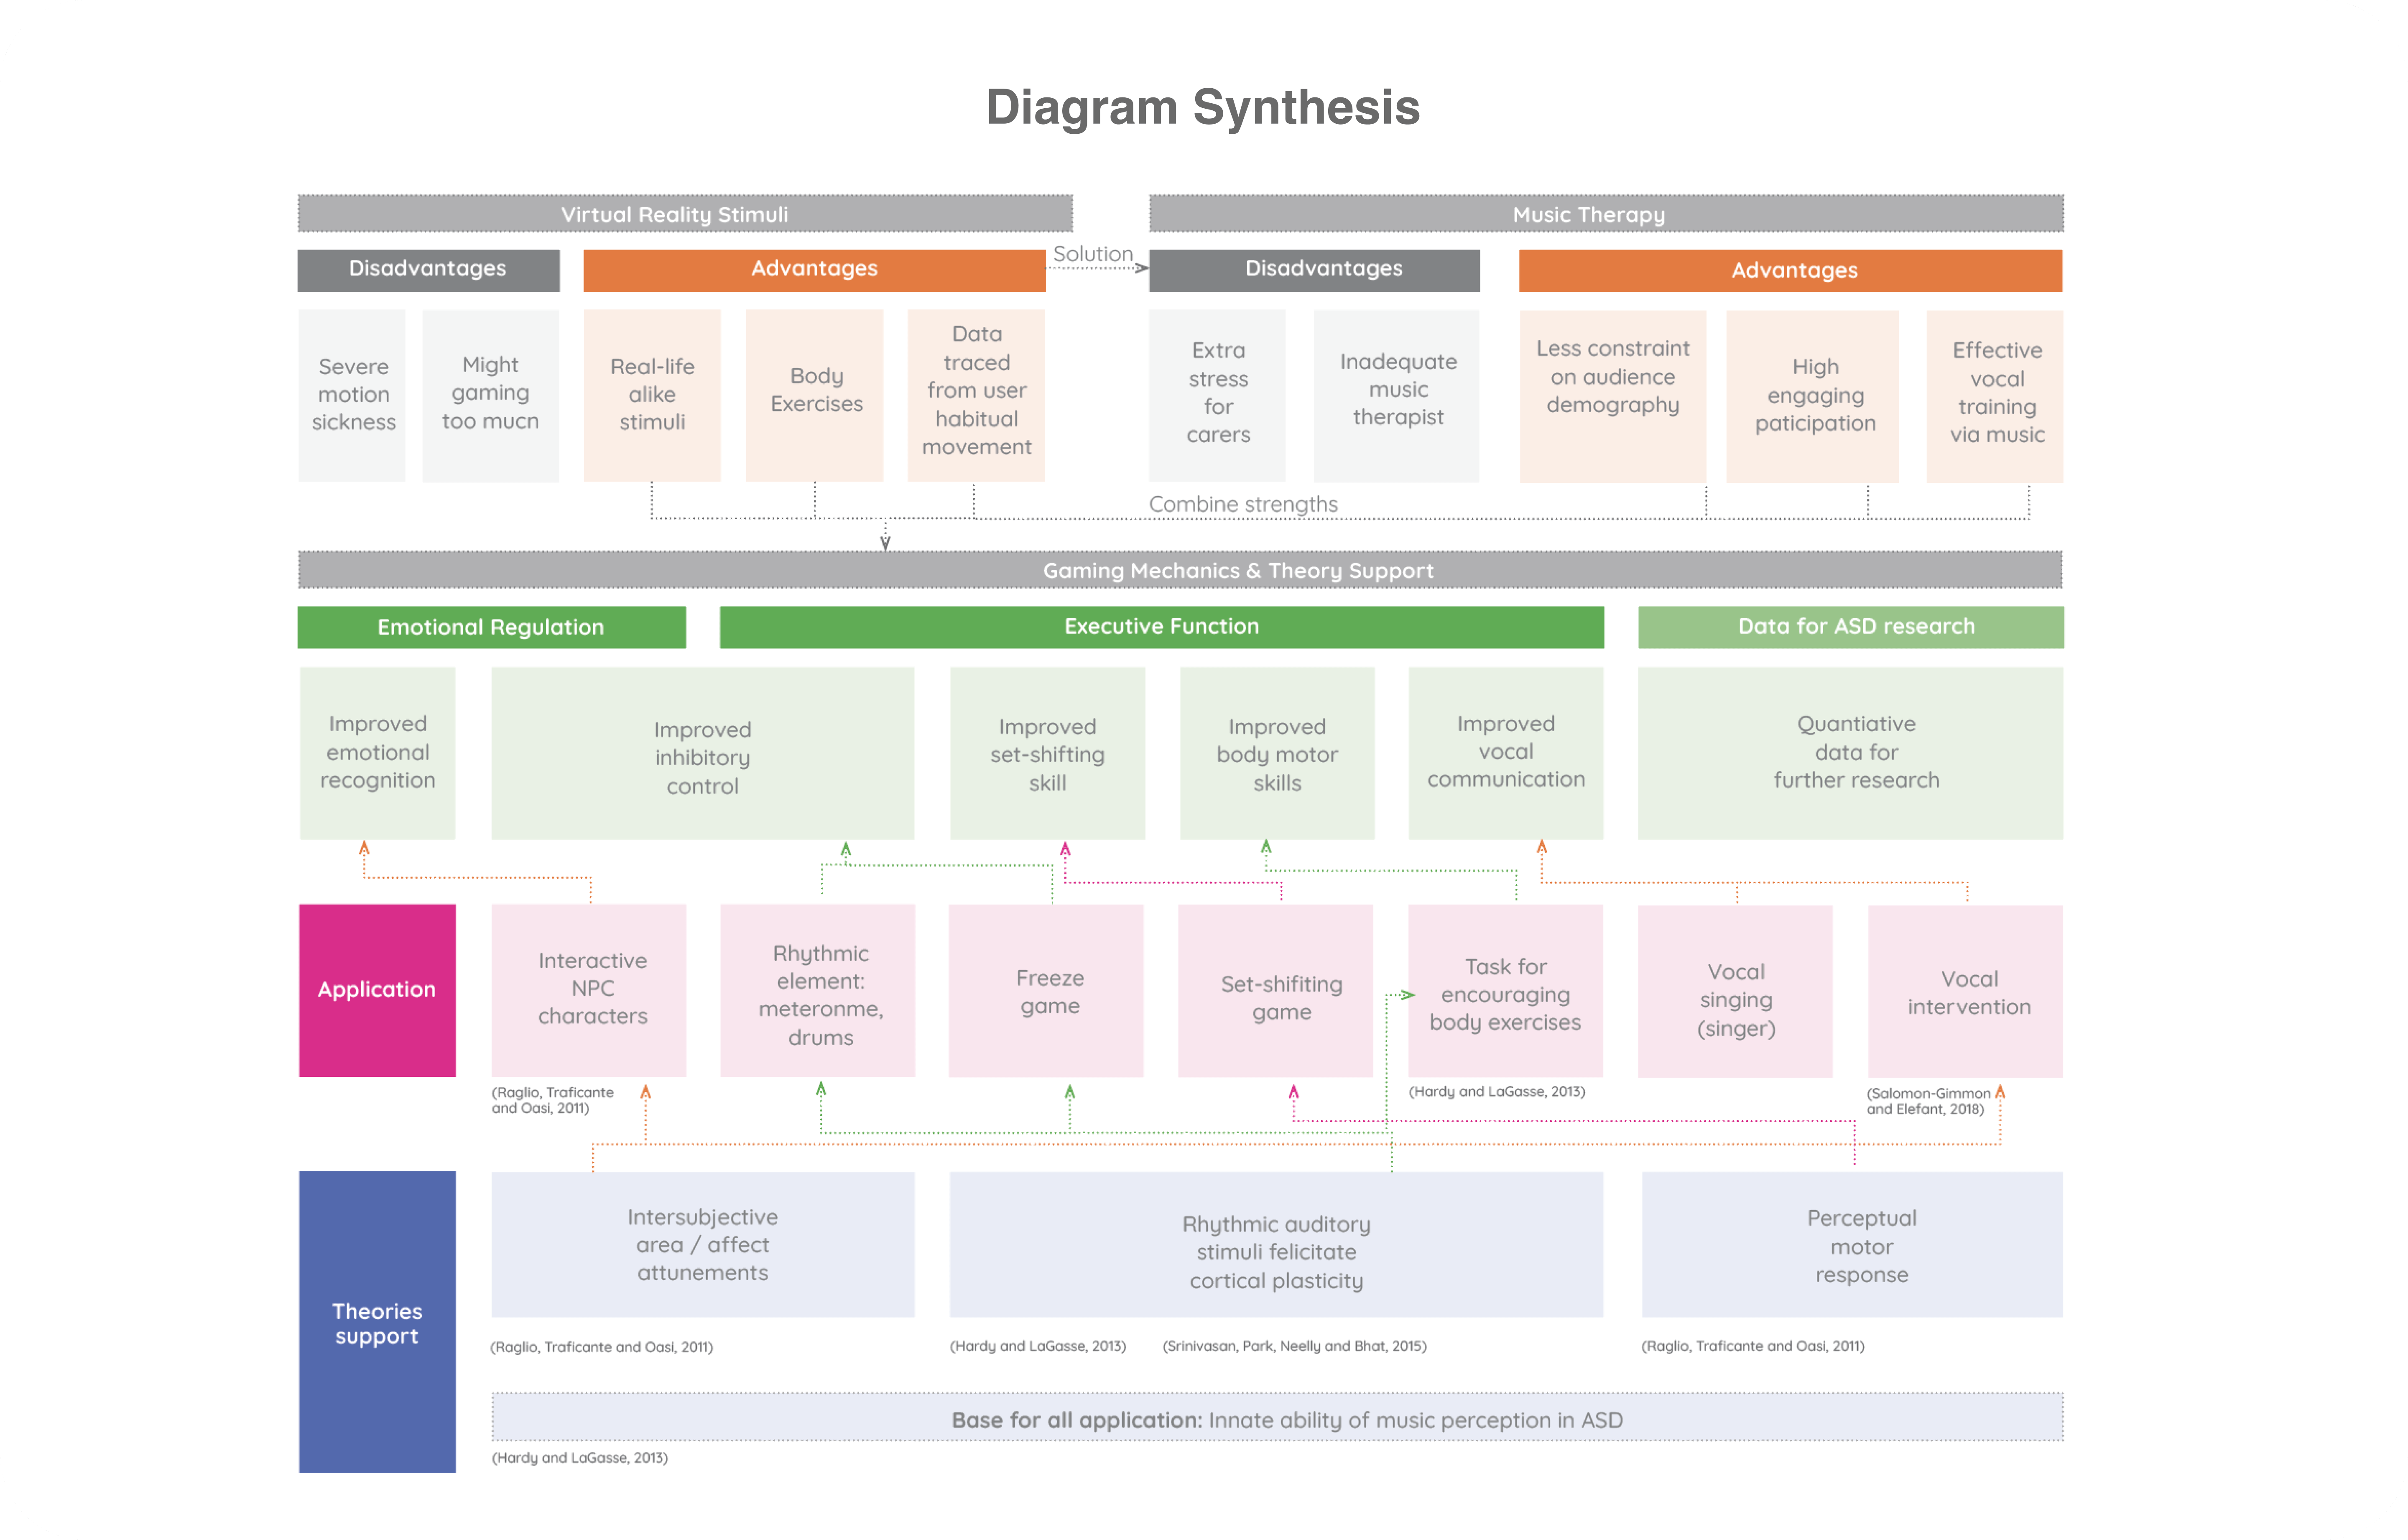 Diagram Synthesis
Virtual Reality Stimuli
Music Therapy
Disadvantages
Advantages
Solution
Disadvantages
Advantages
Severe
motion
sickness
Might
gaming
too mucn
Real-life
alike
stimuli
Body
Exercises
Data
traced
from user
habitual
movement
Extra
stress
for
carers
Inadequate
music
therapist
Less constraint
on audience
demography
High
engaging
paticipation
Effective
vocal
training
via music
Combine strengths
Gaming Mechanics & Theory Support
Emotional Regulation
Executive Function
Data for ASD research
Improved
emotional
recognition
Improved
inhibitory
control
Improved
set-shifting
skill
Improved
body motor
skills
Improved
vocal
communication
Quantiative
data for
further research
Application
Interactive
NPC
characters
Rhythmic
element:
meteronme,
drums
Freeze
game
Set-shifiting
game
Task for
encouraging
body exercises
Vocal
singing
(singer)
Vocal
intervention
(Raglio, Traficante
and Oasi, 2011)
(Hardy and LaGasse, 2013)
(Salomon-Gimmon
and Elefant, 2018)
Theories
support
Intersubjective
area / affect
attunements
Rhythmic auditory
stimuli felicitate
cortical plasticity
Perceptual
motor
response
(Raglio, Traficante and Oasi, 2011)
(Hardy and LaGasse, 2013)
(Srinivasan, Park, Neelly and Bhat, 2015)
(Raglio, Traficante and Oasi, 2011)
Base for all application: Innate ability of music perception in ASD
(Hardy and LaGasse, 2013)